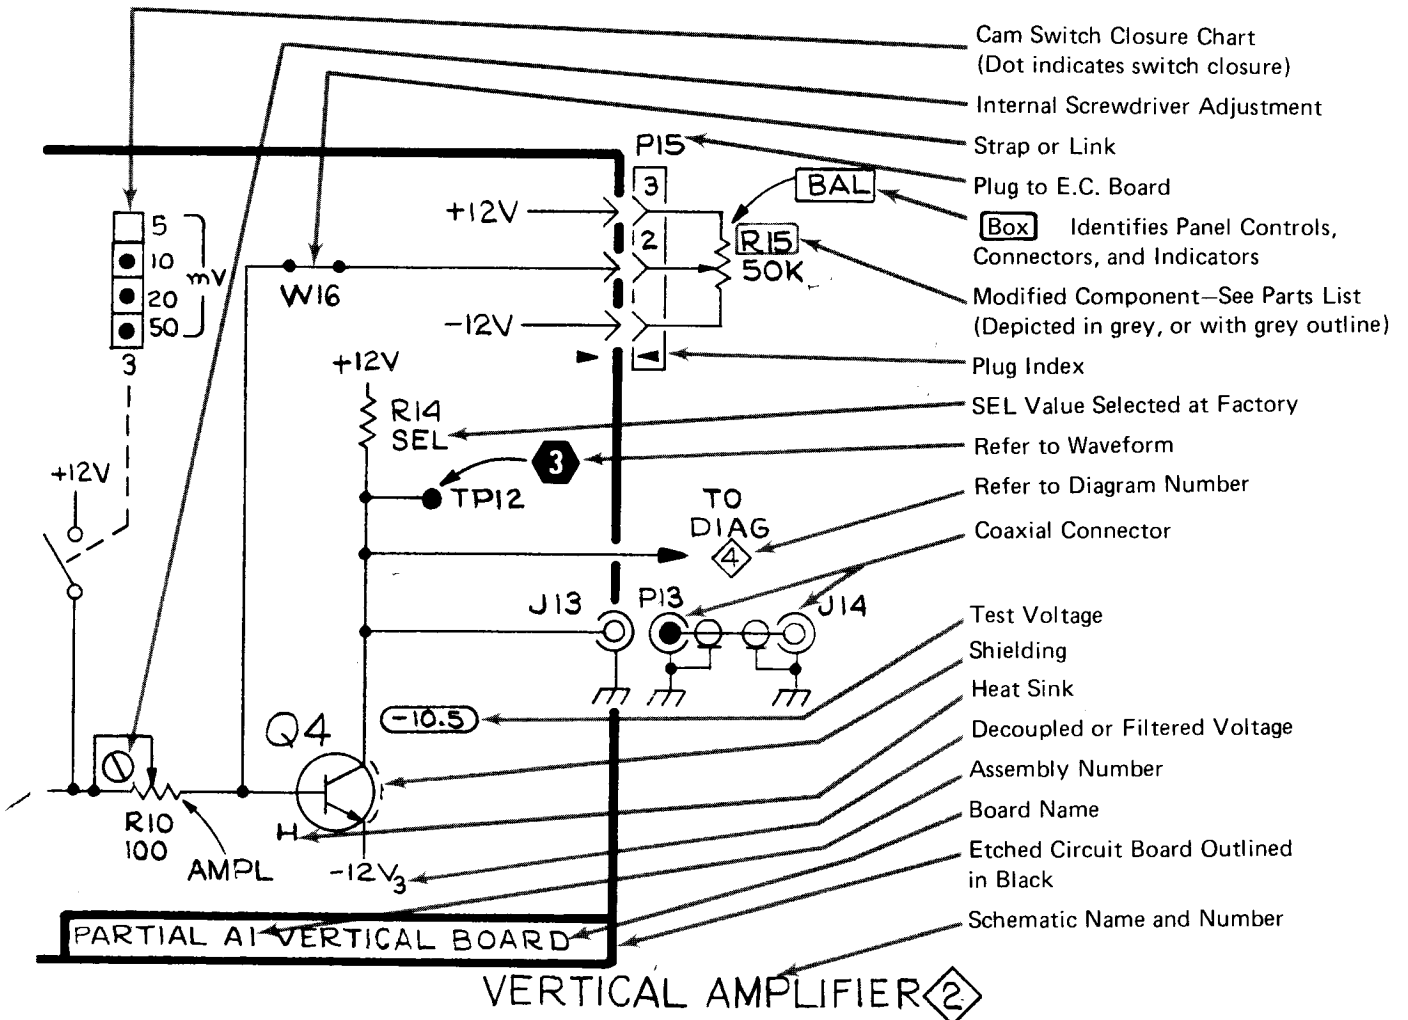 Cam Switch Closure Chart
(Dot indicates switch closure)
Internal Screwdriver Adjustment
Strap or Link
Plug to E.C. Board
Box Identifies Panel Controls,
Connectors, and Indicators
Modified Component—See Parts List
(Depicted in grey, or with grey outline)
Plug Index
SEL Value Selected at Factory
Refer to Waveform
Refer to Diagram Number
Coaxial Connector
Test Voltage
Shielding
Heat Sink
Decoupled or Filtered Voltage
Assembly Number
Board Name
Etched Circuit Board Outlined
in Black
Schematic Name and Number
P15
BAL
3
+12V
2
R15
50K
-12V
5
10
20
50
mV
3
W16
+12V
R14
SEL
3
TP12
+12V
TO
DIAG
4
J13
P13
J14
-10.5
Q4
H
R10
100
AMPL
-12V3
PARTIAL A1 VERTICAL BOARD
VERTICAL AMPLIFIER 2